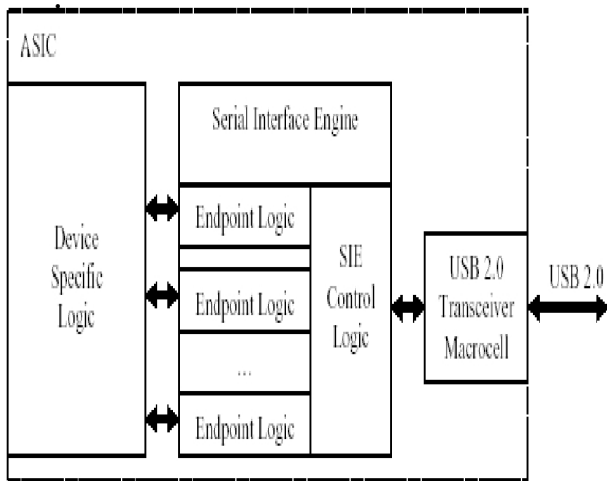 ASIC
Serial Interface Engine
Device
Specific
Logic
Endpoint Logic
Endpoint Logic
...
Endpoint Logic
SIE
Control
Logic
USB 2.0
Transceiver
Macrocell
USB 2.0